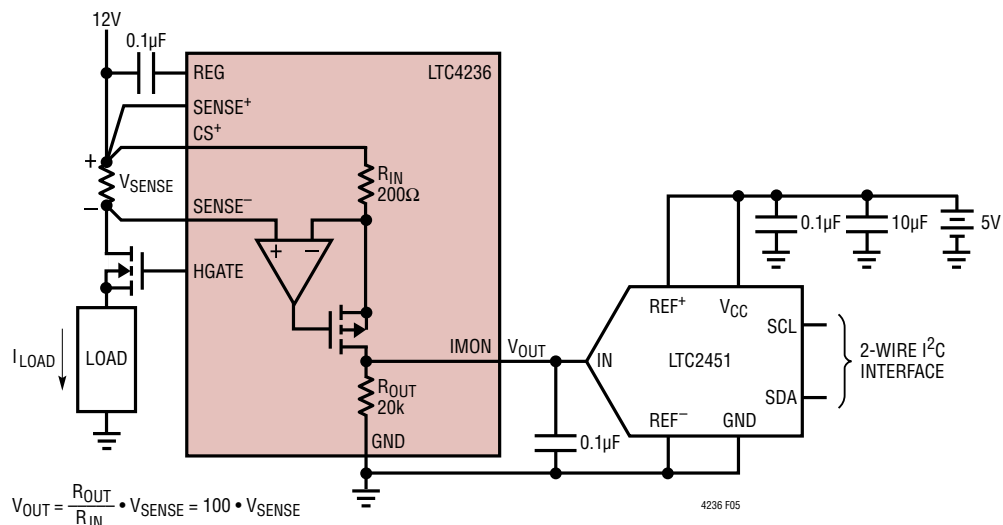 12V
0.1µF
REG
LTC4236
SENSE+
CS+
+
VSENSE
–
RIN
200Ω
SENSE–
+ –
HGATE
ILOAD
LOAD
IMON
VOUT
ROUT
20k
GND
0.1µF
0.1µF
10µF
5V
REF+
VCC
SCL
IN
LTC2451
2-WIRE I2C
INTERFACE
SDA
REF–
GND
VOUT = ROUT/RIN • VSENSE = 100 • VSENSE
4236 F05